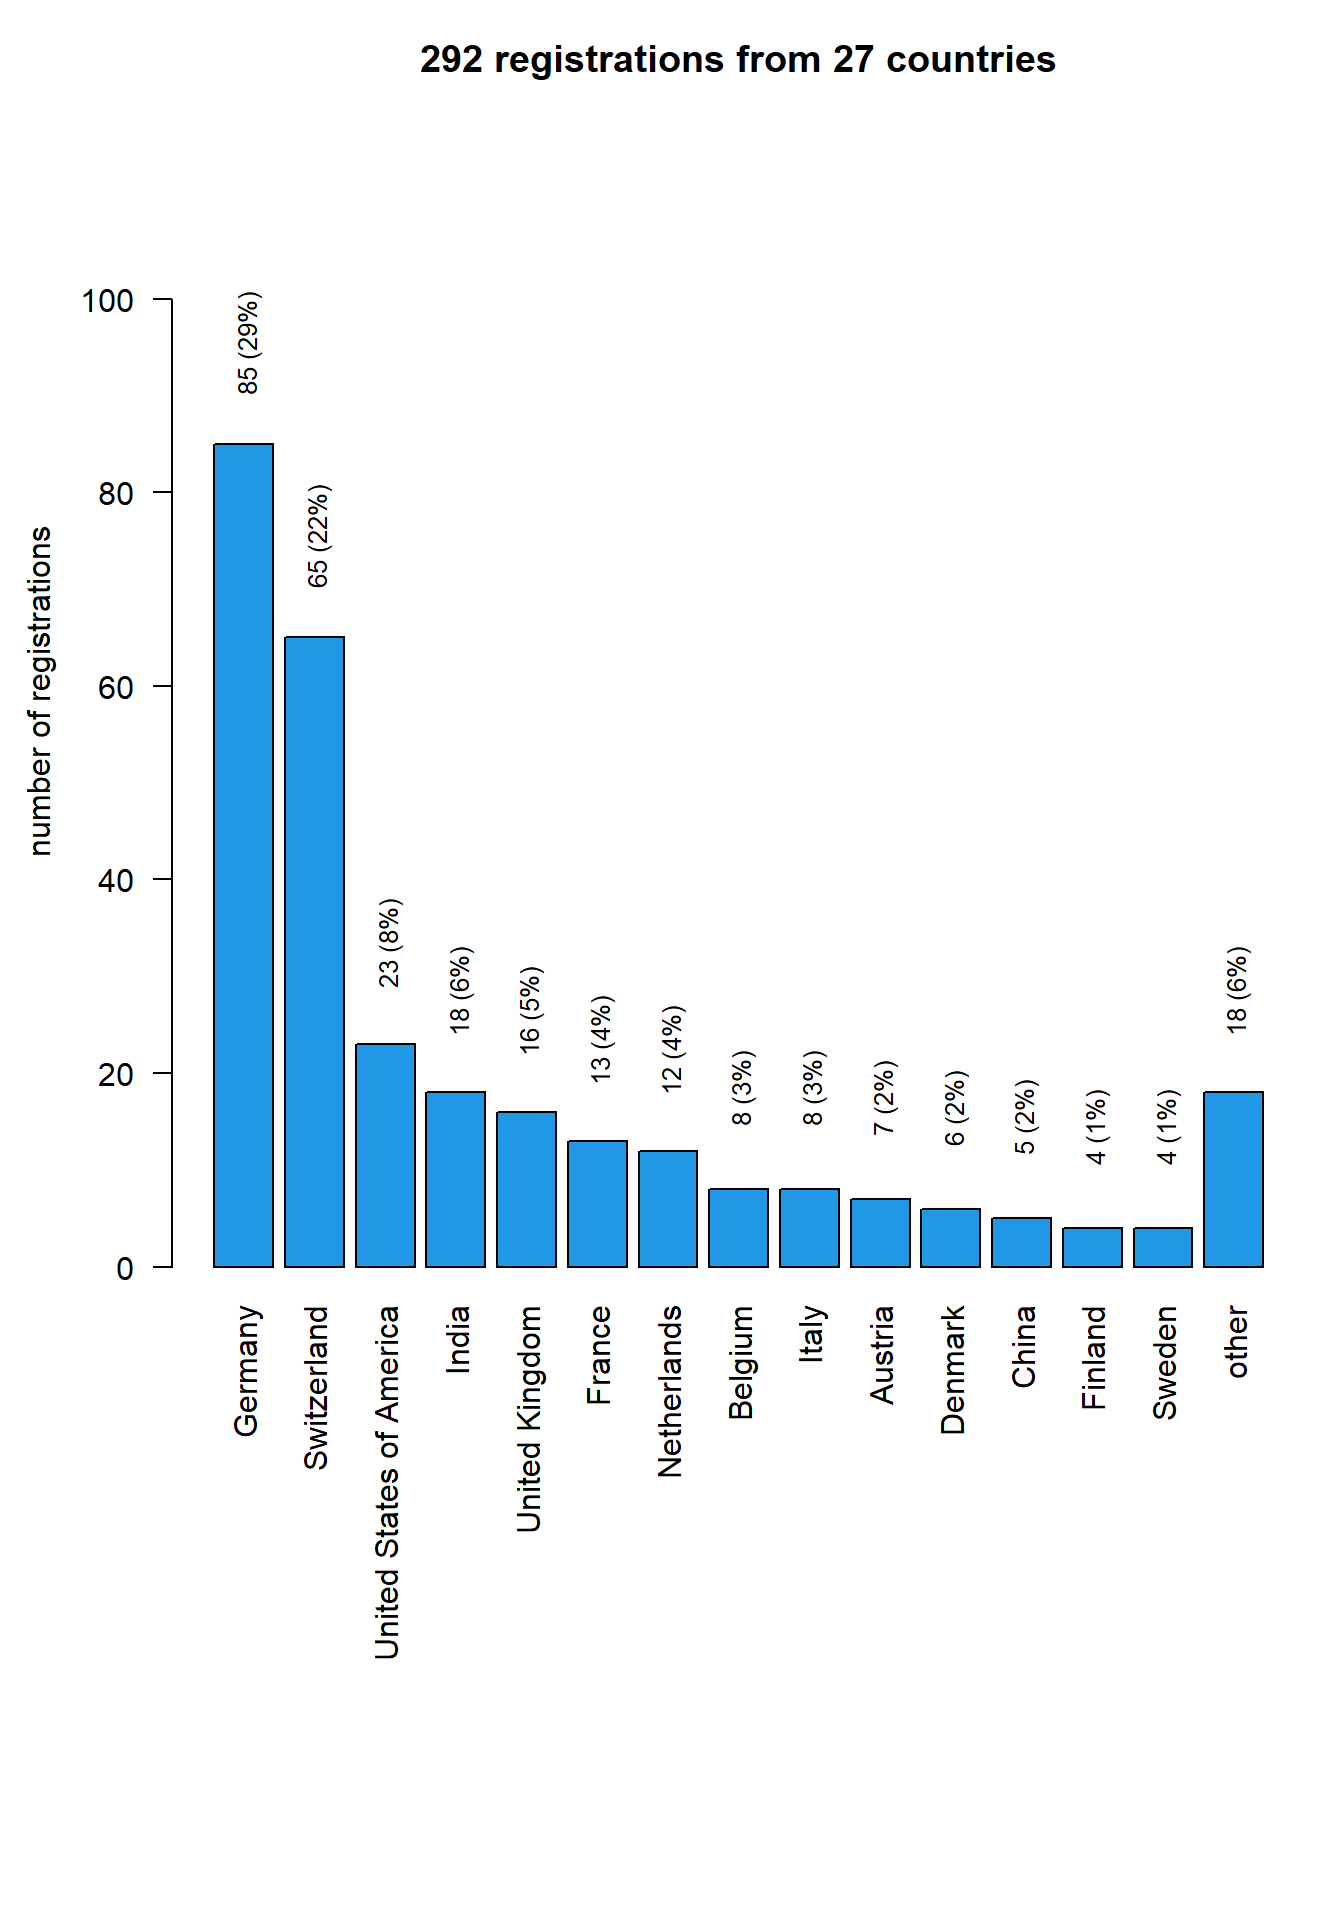 292 registrations from 27 countries
number of registrations
100
80
60
40
20
0
85 (29%)
65 (22%)
23 (8%)
18 (6%)
16 (5%)
13 (4%)
12 (4%)
8 (3%)
8 (3%)
7 (2%)
6 (2%)
5 (2%)
4 (1%)
4 (1%)
18 (6%)
Germany
Switzerland
United States of America
India
United Kingdom
France
Netherlands
Belgium
Italy
Austria
Denmark
China
Finland
Sweden
other